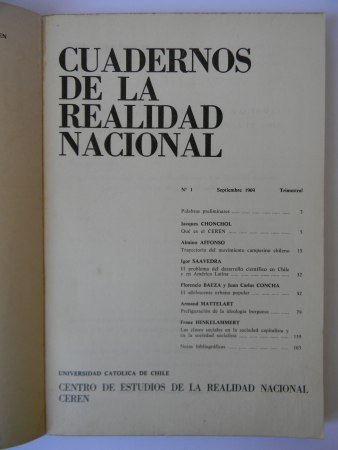 EN
CUADERNOS
DE LA
REALIDAD
NACIONAL
Nº 1 Septiembre 1969 Trimestral
Palabras preliminares 3
Jacques CHONCHOL
Qué es el CEREN 5
Almino AFFONSO
Trayectoria del movimiento campesino chileno 15
Igor SAAVEDRA
El problema del desarrollo científico en Chile
y en América Latina 32
Florencia BAEZA y Juan Carlos CONCHA
El adolescente urbano popular 52
Armand MATTELART
Prefiguración de la ideología burguesa 79
Franz HINKELAMMERT
Las clases sociales en la sociedad capitalista y
en la sociedad socialista 119
Notas bibliográficas 165
UNIVERSIDAD CATOLICA DE CHILE
CENTRO DE ESTUDIOS DE LA REALIDAD NACIONAL
CEREN